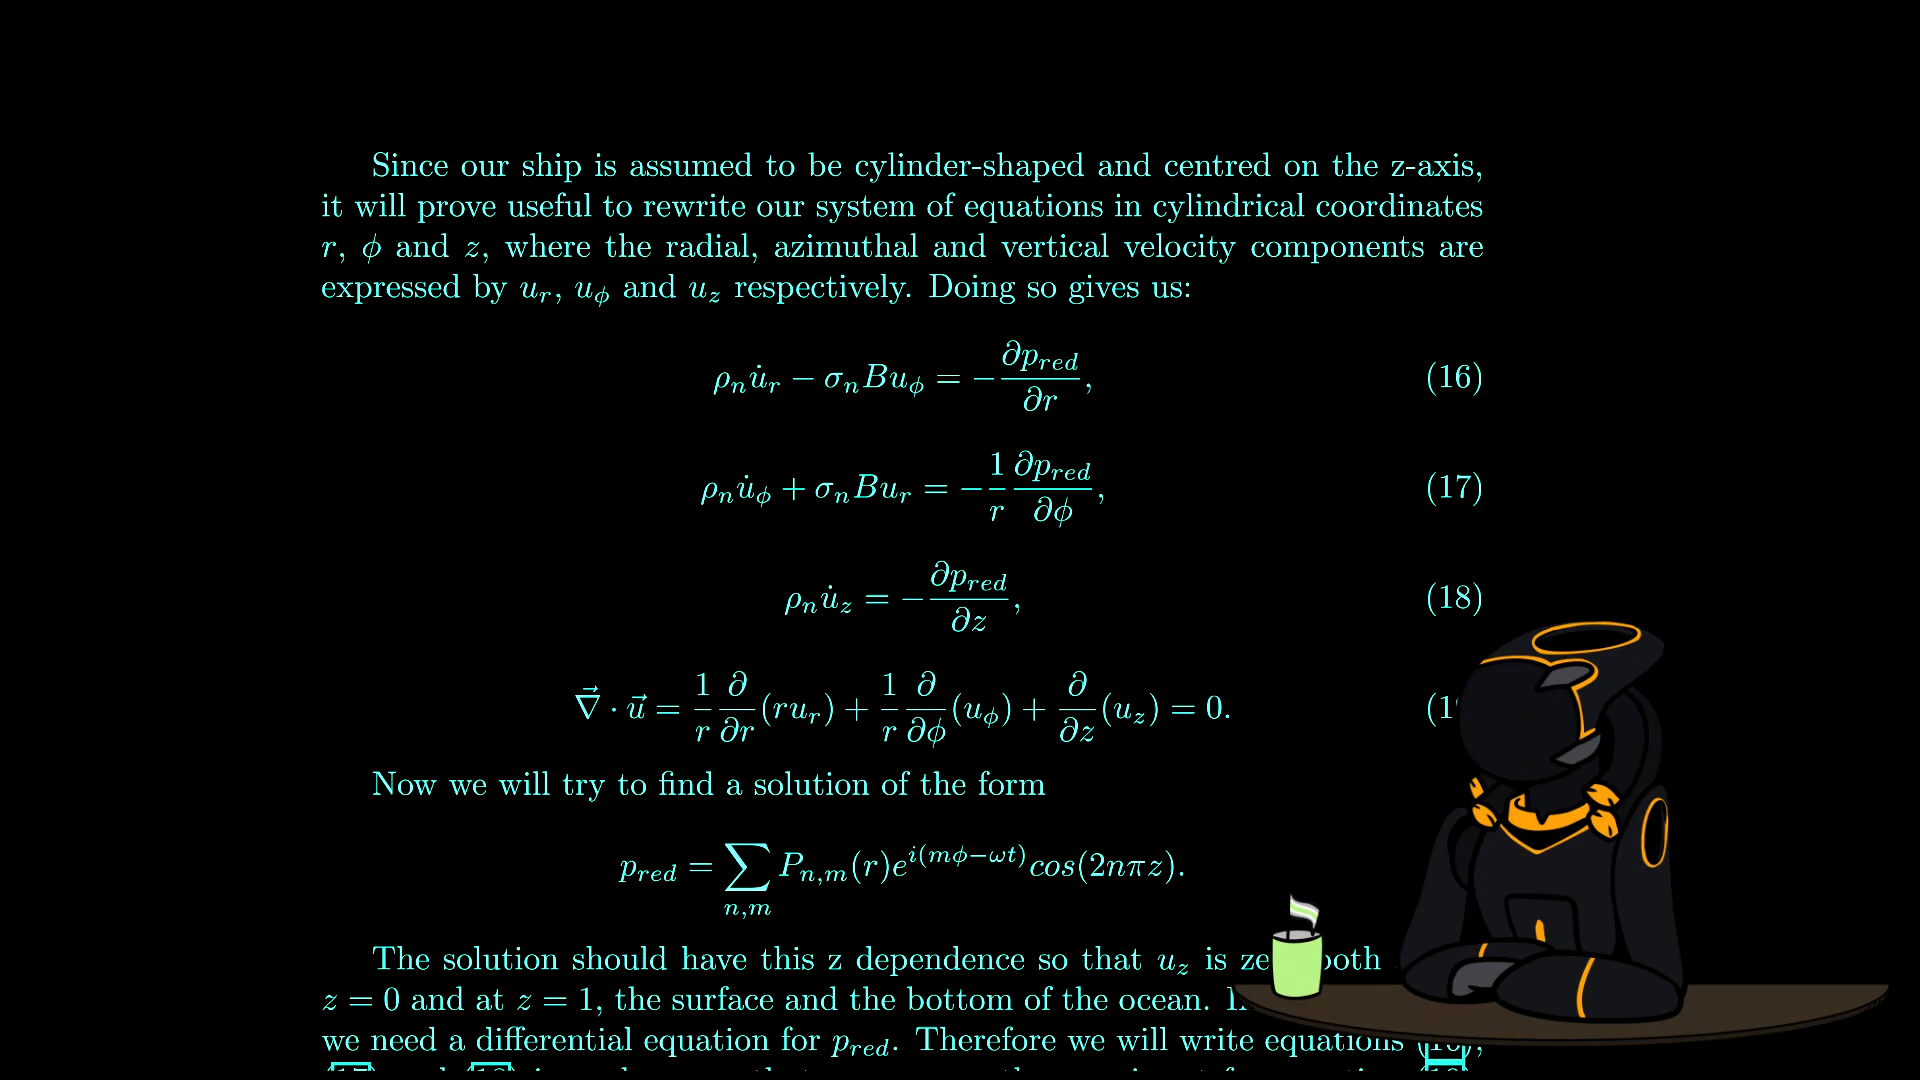 Since our ship is assumed to be cylinder-shaped and centred on the z-axis,
it will prove useful to rewrite our system of equations in cylindrical coordinates
r, ϕ and z, where the radial, azimuthal and vertical velocity components are
expressed by u_r, u_ϕ and u_z respectively. Doing so gives us:
ρ_n u̇_r − σ_n B u_ϕ = −∂p_red/∂r, (16)
ρ_n u̇_ϕ + σ_n B u_r = −(1/r) ∂p_red/∂ϕ, (17)
ρ_n u̇_z = −∂p_red/∂z, (18)
∇⃗ · u⃗ = (1/r) ∂/∂r (r u_r) + (1/r) ∂/∂ϕ (u_ϕ) + ∂/∂z (u_z) = 0.
Now we will try to find a solution of the form
p_red = ∑_{n,m} P_{n,m}(r) e^{i(mϕ−ωt)} cos(2nπz).
The solution should have this z dependence so that u_z is
z = 0 and at z = 1, the surface and the bottom of the ocean.
we need a differential equation for p_red. Therefore we will write equations